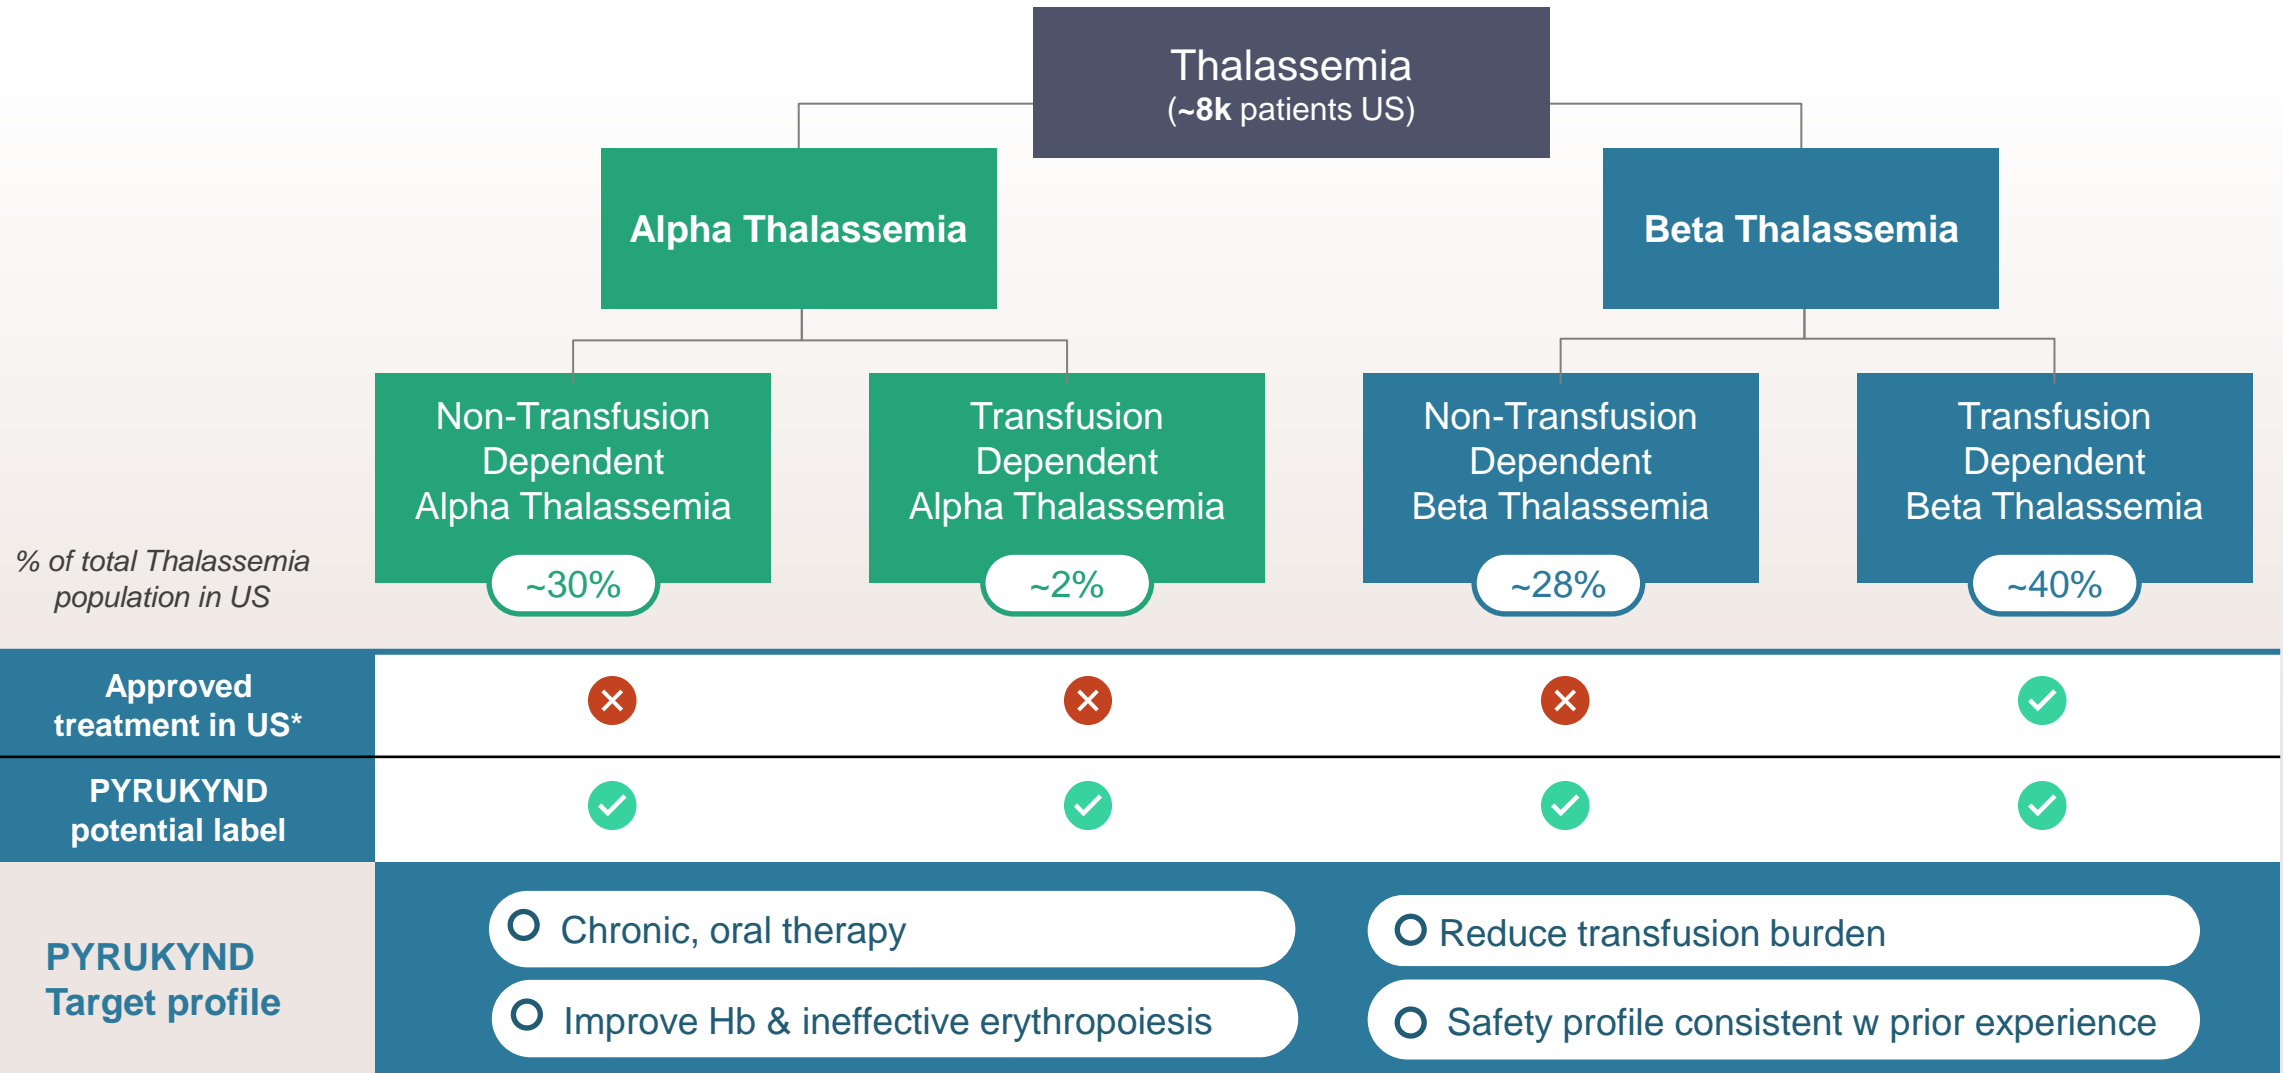 Thalassemia
(~8k patients US)
Alpha Thalassemia
Beta Thalassemia
Non-Transfusion
Dependent
Alpha Thalassemia
Transfusion
Dependent
Alpha Thalassemia
Non-Transfusion
Dependent
Beta Thalassemia
Transfusion
Dependent
Beta Thalassemia
% of total Thalassemia
population in US
~30%
~2%
~28%
~40%
Approved
treatment in US*
PYRUKYND
potential label
PYRUKYND
Target profile
Chronic, oral therapy
Reduce transfusion burden
Improve Hb & ineffective erythropoiesis
Safety profile consistent w prior experience